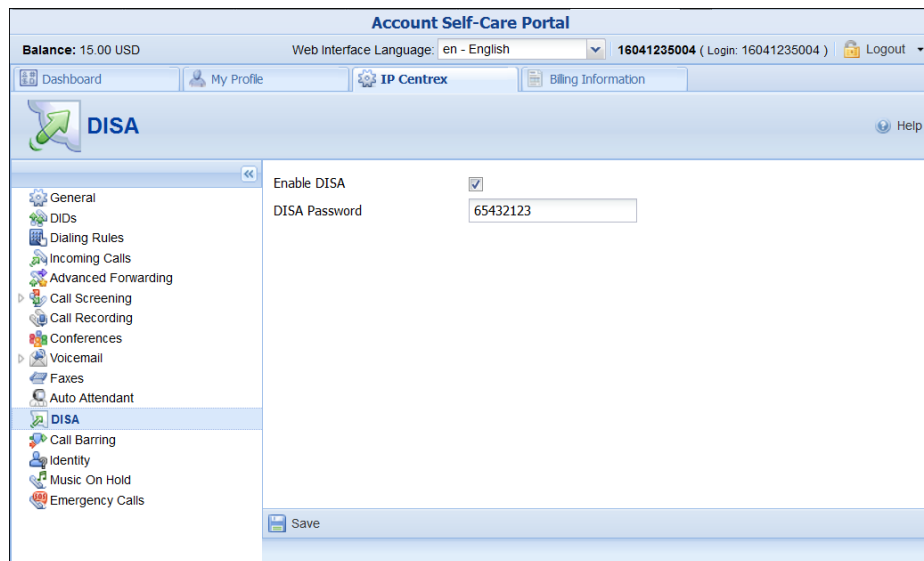 Account Self-Care Portal
Balance: 15.00 USD Web Interface Language: en - English 16041235004 ( Login: 16041235004 ) Logout
Dashboard My Profile IP Centrex Billing Information
DISA Help
General
DIDs
Dialing Rules
Incoming Calls
Advanced Forwarding
Call Screening
Call Recording
Conferences
Voicemail
Faxes
Auto Attendant
DISA
Call Barring
Identity
Music On Hold
Emergency Calls
Enable DISA
DISA Password 65432123
Save